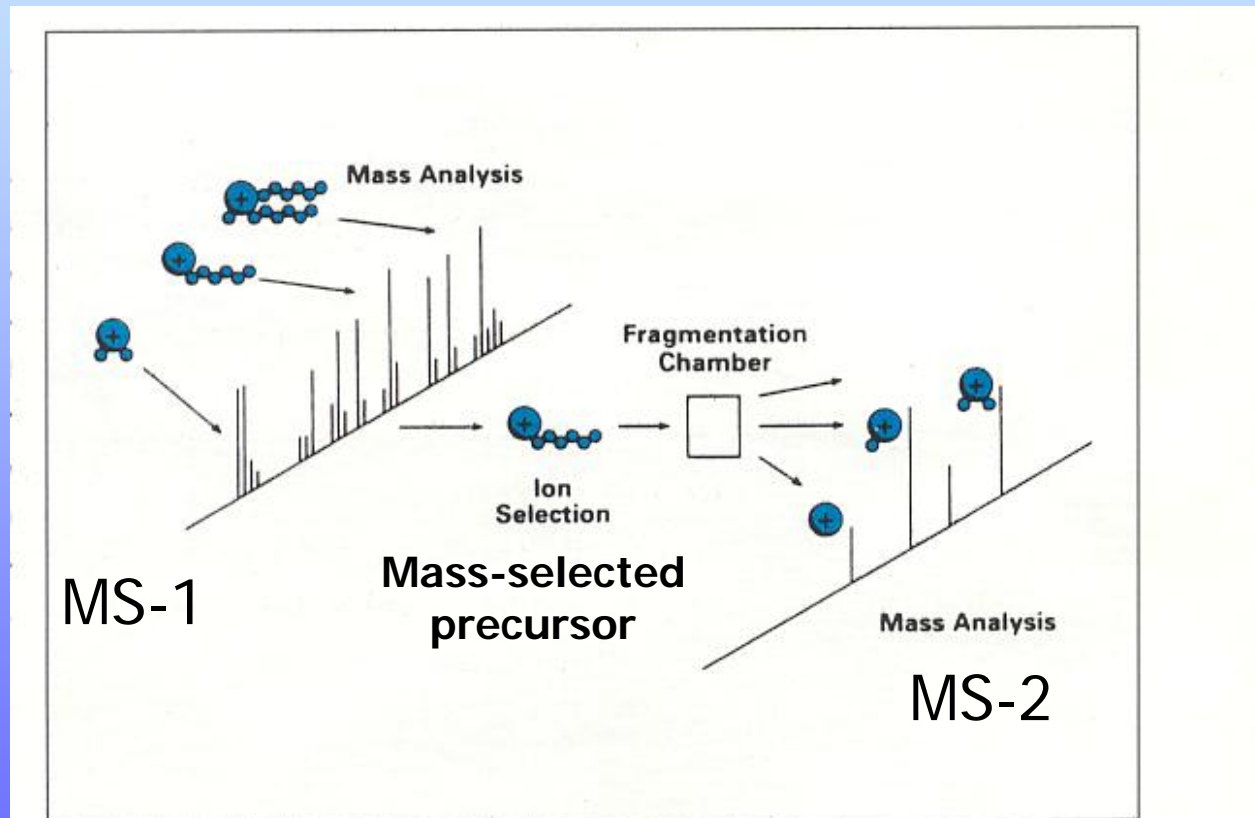 Mass Analysis
Fragmentation
Chamber
Ion
Selection
Mass-selected
precursor
MS-1
Mass Analysis
MS-2